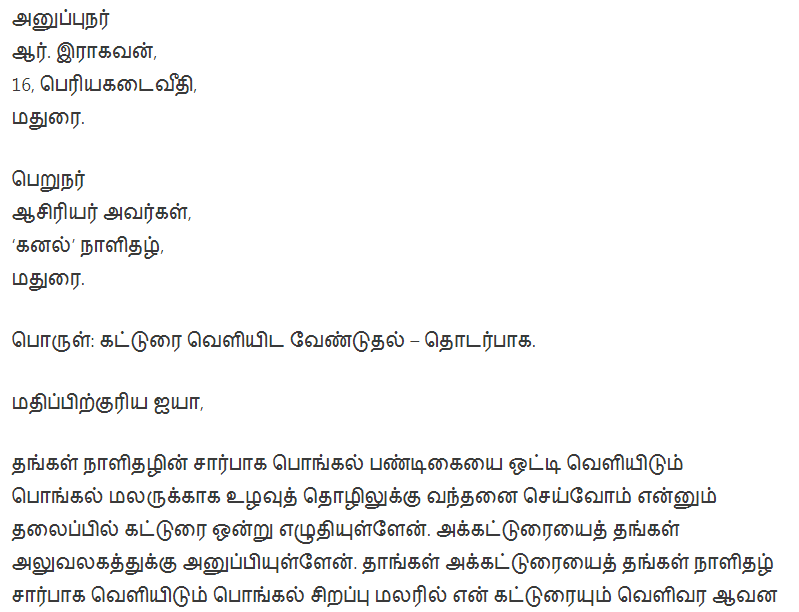 அனுப்புநர்
ஆர். இராகவன்,
16, பெரியகடைவீதி,
மதுரை.
பெறுநர்
ஆசிரியர் அவர்கள்,
‘கனல்’ நாளிதழ்,
மதுரை.
பொருள்: கட்டுரை வெளியிட வேண்டுதல் – தொடர்பாக.
மதிப்பிற்குரிய ஐயா,
தங்கள் நாளிதழின் சார்பாக பொங்கல் பண்டிகையை ஒட்டி வெளியிடும்
பொங்கல் மலருக்காக உழவுத் தொழிலுக்கு வந்தனை செய்வோம் என்னும்
தலைப்பில் கட்டுரை ஒன்று எழுதியுள்ளேன். அக்கட்டுரையைத் தங்கள்
அலுவலகத்துக்கு அனுப்பியுள்ளேன். தாங்கள் அக்கட்டுரையைத் தங்கள் நாளிதழ்
சார்பாக வெளியிடும் பொங்கல் சிறப்பு மலரில் என் கட்டுரையும் வெளிவர ஆவன